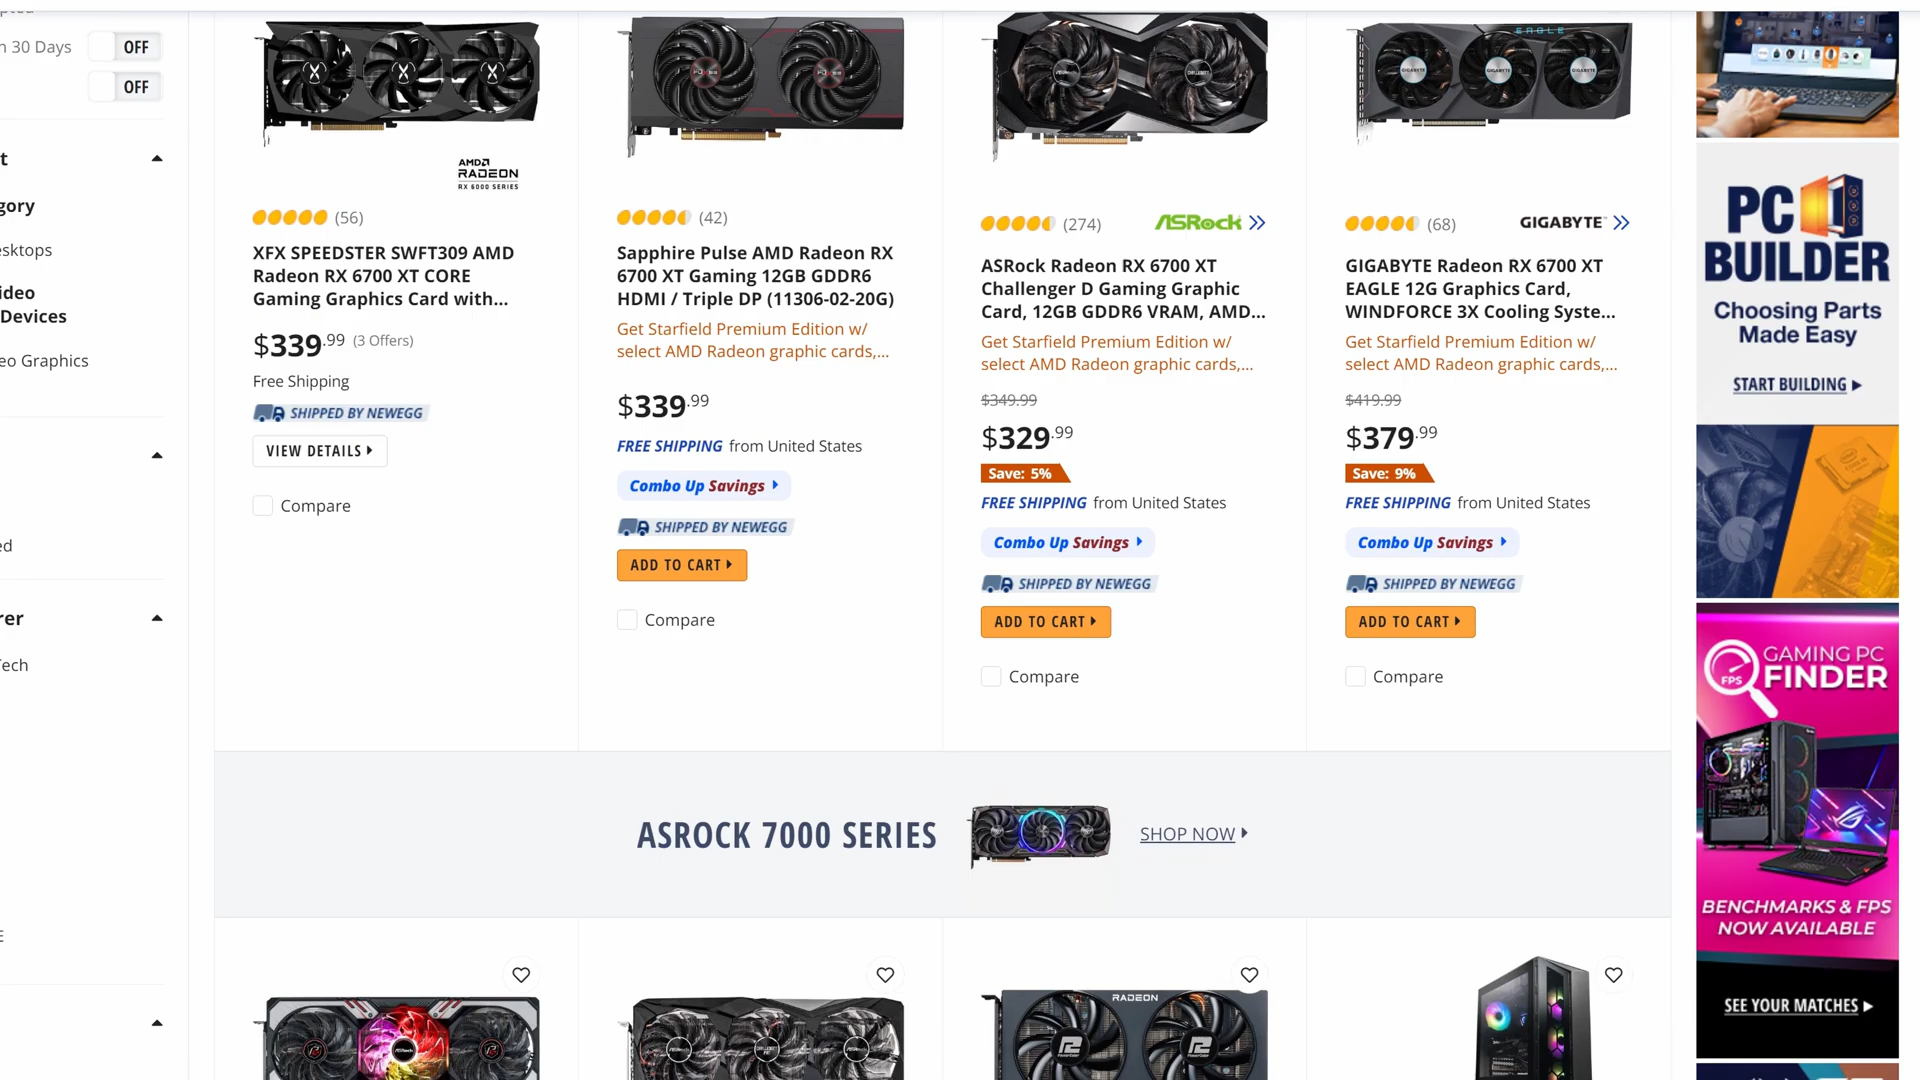 n 30 Days
OFF
OFF
t
gory
esktops
ideo
Devices
eo Graphics
ed
rer
Tech
E
AMD
RADEON
RX 6000 SERIES
(56)
XFX SPEEDSTER SWFT309 AMD
Radeon RX 6700 XT CORE
Gaming Graphics Card with...
$339.99 (3 Offers)
Free Shipping
SHIPPED BY NEWEGG
VIEW DETAILS
Compare
(42)
Sapphire Pulse AMD Radeon RX
6700 XT Gaming 12GB GDDR6
HDMI / Triple DP (11306-02-20G)
Get Starfield Premium Edition w/
select AMD Radeon graphic cards,...
$339.99
FREE SHIPPING from United States
Combo Up Savings
SHIPPED BY NEWEGG
ADD TO CART
Compare
(274)
ASRock
ASRock Radeon RX 6700 XT
Challenger D Gaming Graphic
Card, 12GB GDDR6 VRAM, AMD...
Get Starfield Premium Edition w/
select AMD Radeon graphic cards,...
$349.99
$329.99
Save: 5%
FREE SHIPPING from United States
Combo Up Savings
SHIPPED BY NEWEGG
ADD TO CART
Compare
EAGLE
GIGABYTE
GIGABYTE
GIGABYTE
(68)
GIGABYTE
GIGABYTE Radeon RX 6700 XT
EAGLE 12G Graphics Card,
WINDFORCE 3X Cooling Syste...
Get Starfield Premium Edition w/
select AMD Radeon graphic cards,...
$419.99
$379.99
Save: 9%
FREE SHIPPING from United States
Combo Up Savings
SHIPPED BY NEWEGG
ADD TO CART
Compare
ASROCK 7000 SERIES
SHOP NOW
ASRock
RADEON
PowerColor
PowerColor
PC
BUILDER
Choosing Parts
Made Easy
START BUILDING
FPS
GAMING PC
FINDER
BENCHMARKS & FPS
NOW AVAILABLE
SEE YOUR MATCHES